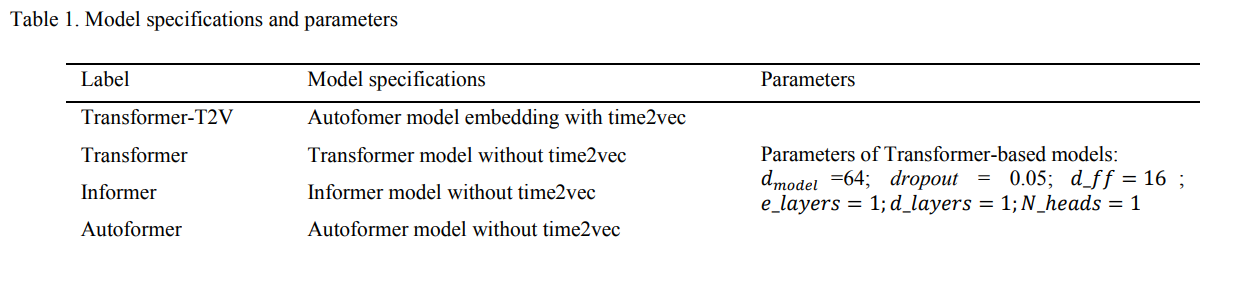 Table 1. Model specifications and parameters
Label Model specifications Parameters
Transformer-T2V Autofomer model embedding with time2vec
Transformer Transformer model without time2vec
Informer Informer model without time2vec
Autoformer Autoformer model without time2vec
Parameters of Transformer-based models:
d_model =64; dropout = 0.05; d_ff = 16 ;
e_layers = 1; d_layers = 1; N_heads = 1